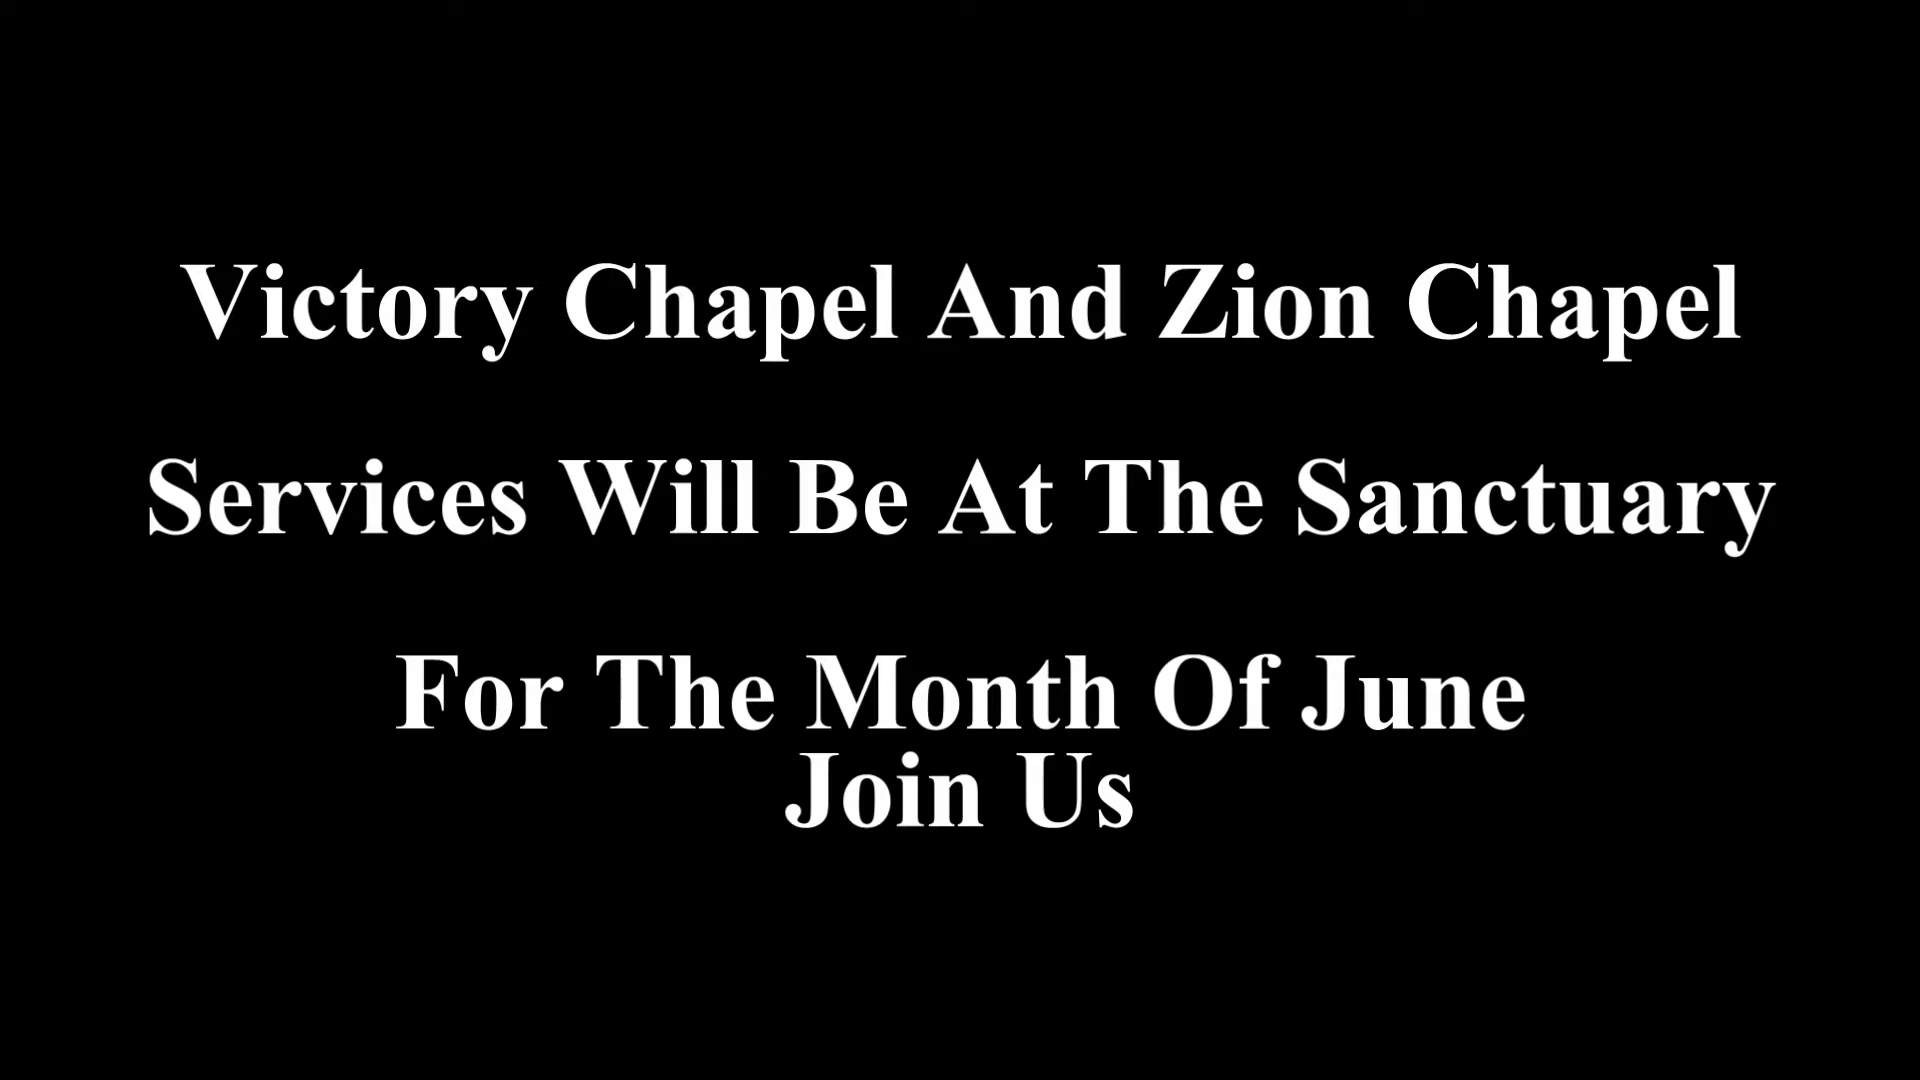 Victory Chapel And Zion Chapel
Services Will Be At The Sanctuary
For The Month Of June
Join Us